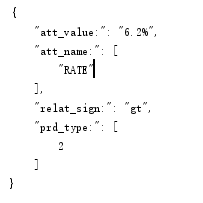 {
"att_value:": "6.2%",
"att_name": [
"RATE"
],
"relat_sign": "gt",
"prd_type:": [
2
]
}